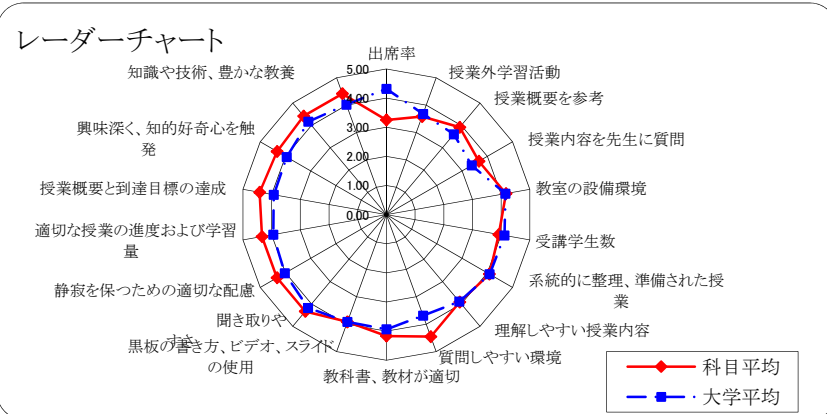 レーダーチャート
出席率
授業外学習活動
授業概要を参考
授業内容を先生に質問
教室の設備環境
受講学生数
系統的に整理、準備された授
業
理解しやすい授業内容
質問しやすい環境
教科書、教材が適切
黒板の書き方、ビデオ、スライド
の使用
聞き取りや
すさ
静寂を保つための適切な配慮
適切な授業の進度および学習
量
授業概要と到達目標の達成
興味深く、知的好奇心を触
発
知識や技術、豊かな教養
5.00
4.00
3.00
2.00
1.00
0.00
科目平均
大学平均